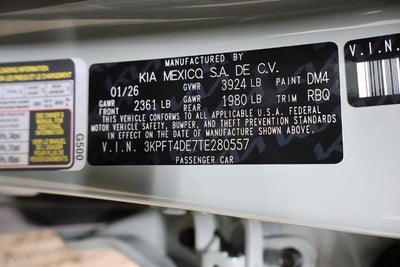 MANUFACTURED BY
KIA MEXICO, S.A. DE C.V.
01/26 GVWR 3924 LB PAINT DM4
GAWR FRONT 2361 LB GAWR REAR 1980 LB TRIM RBQ
THIS VEHICLE CONFORMS TO ALL APPLICABLE U.S.A. FEDERAL
MOTOR VEHICLE SAFETY, BUMPER, AND THEFT PREVENTION STANDARDS
IN EFFECT ON THE DATE OF MANUFACTURE SHOWN ABOVE.
V.I.N. 3KPFT4DE7TE280557
PASSENGER CAR
V.I.N.
G500